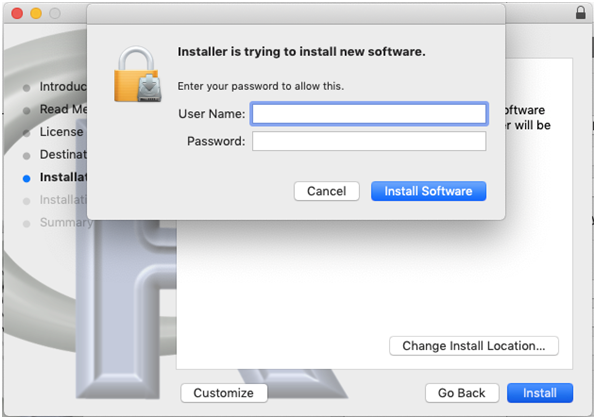 Installer is trying to install new software.
Enter your password to allow this.
User Name:
Password:
Cancel
Install Software
Introduc
Read Me
License
Destinat
Installat
Installati
Summary
oftware
r will be
Change Install Location...
Customize
Go Back
Install